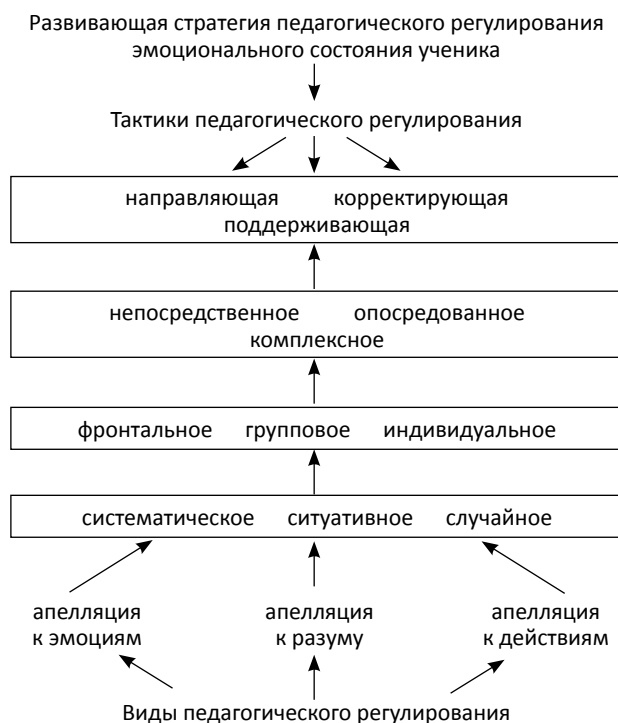 Развивающая стратегия педагогического регулирования
эмоционального состояния ученика
Тактики педагогического регулирования
направляющая корректирующая
поддерживающая
непосредственное опосредованное
комплексное
фронтальное групповое индивидуальное
систематическое ситуативное случайное
апелляция к эмоциям
апелляция к разуму
апелляция к действиям
Виды педагогического регулирования